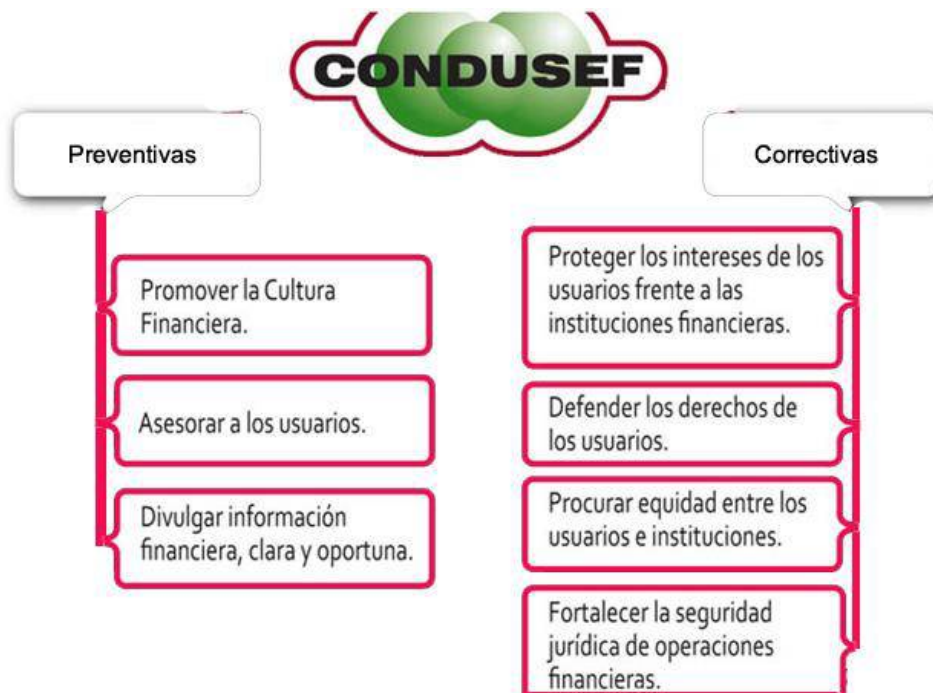 CONDUSEF
Preventivas
Promover la Cultura
Financiera.
Asesorar a los usuarios.
Divulgar información
financiera, clara y oportuna.
Correctivas
Proteger los intereses de los
usuarios frente a las
instituciones financieras.
Defender los derechos de
los usuarios.
Procurar equidad entre los
usuarios e instituciones.
Fortalecer la seguridad
jurídica de operaciones
financieras.